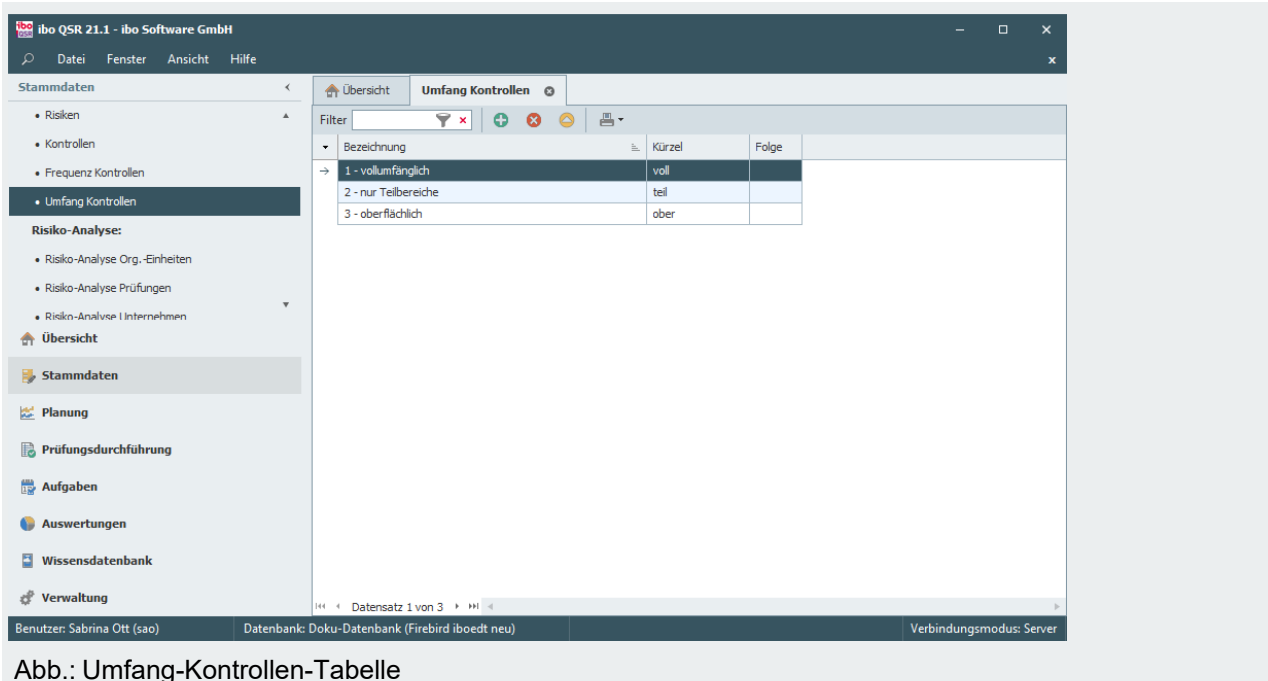 ibo QSR 21.1 - ibo Software GmbH
Datei Fenster Ansicht Hilfe
Stammdaten
Risiken
Kontrollen
Frequenz Kontrollen
Umfang Kontrollen
Risiko-Analyse:
Risiko-Analyse Org.-Einheiten
Risiko-Analyse Prüfungen
Risiko-Analyse Unternehmen
Übersicht
Stammdaten
Planung
Prüfungsdurchführung
Aufgaben
Auswertungen
Wissensdatenbank
Verwaltung
Übersicht Umfang Kontrollen
Filter
Bezeichnung Kürzel Folge
1 - vollumfänglich voll
2 - nur Teilbereiche teil
3 - oberflächlich ober
Datensatz 1 von 3
Benutzer: Sabrina Ott (sao) Datenbank: Doku-Datenbank (Firebird iboedt neu) Verbindungsmodus: Server
Abb.: Umfang-Kontrollen-Tabelle